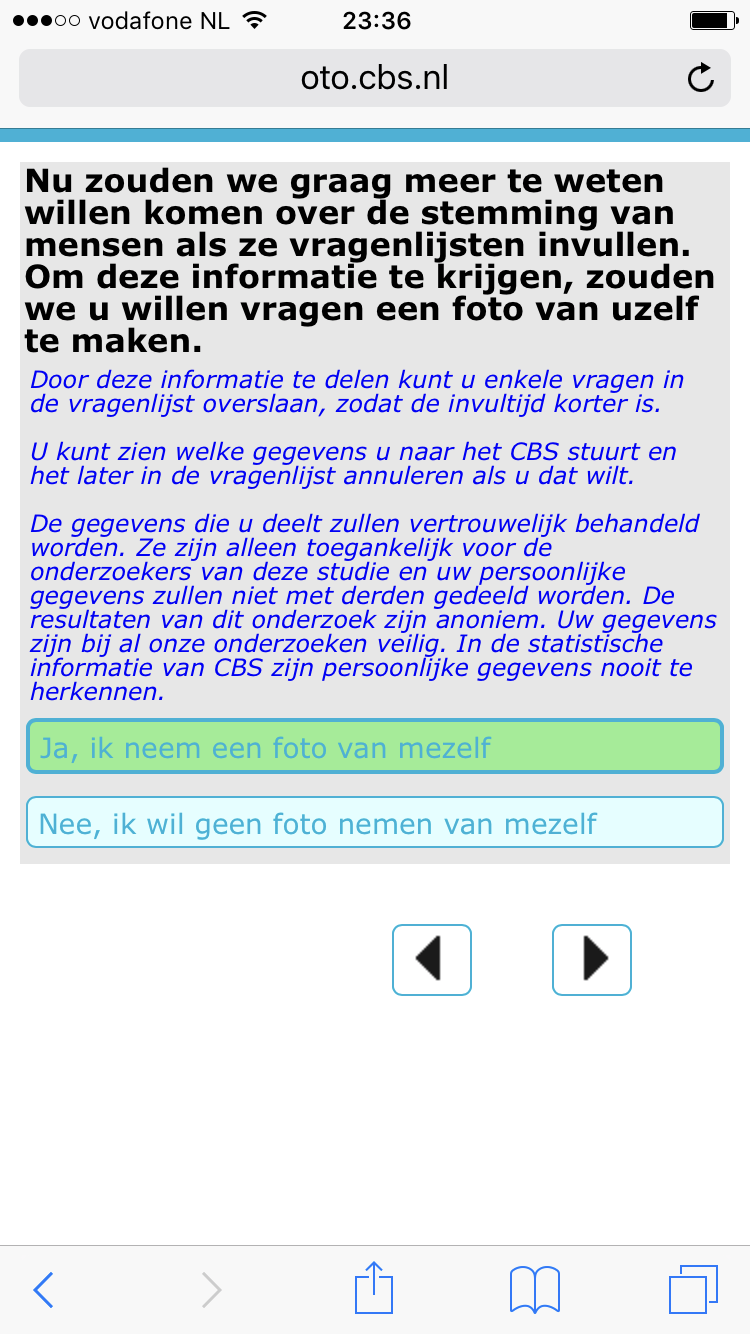 vodafone NL
23:36
oto.cbs.nl
Nu zouden we graag meer te weten
willen komen over de stemming van
mensen als ze vragenlijsten invullen.
Om deze informatie te krijgen, zouden
we u willen vragen een foto van uzelf
te maken.
Door deze informatie te delen kunt u enkele vragen in
de vragenlijst overslaan, zodat de invultijd korter is.
U kunt zien welke gegevens u naar het CBS stuurt en
het later in de vragenlijst annuleren als u dat wilt.
De gegevens die u deelt zullen vertrouwelijk behandeld
worden. Ze zijn alleen toegankelijk voor de
onderzoekers van deze studie en uw persoonlijke
gegevens zullen niet met derden gedeeld worden. De
resultaten van dit onderzoek zijn anoniem. Uw gegevens
zijn bij al onze onderzoeken veilig. In de statistische
informatie van CBS zijn persoonlijke gegevens nooit te
herkennen.
Ja, ik neem een foto van mezelf
Nee, ik wil geen foto nemen van mezelf